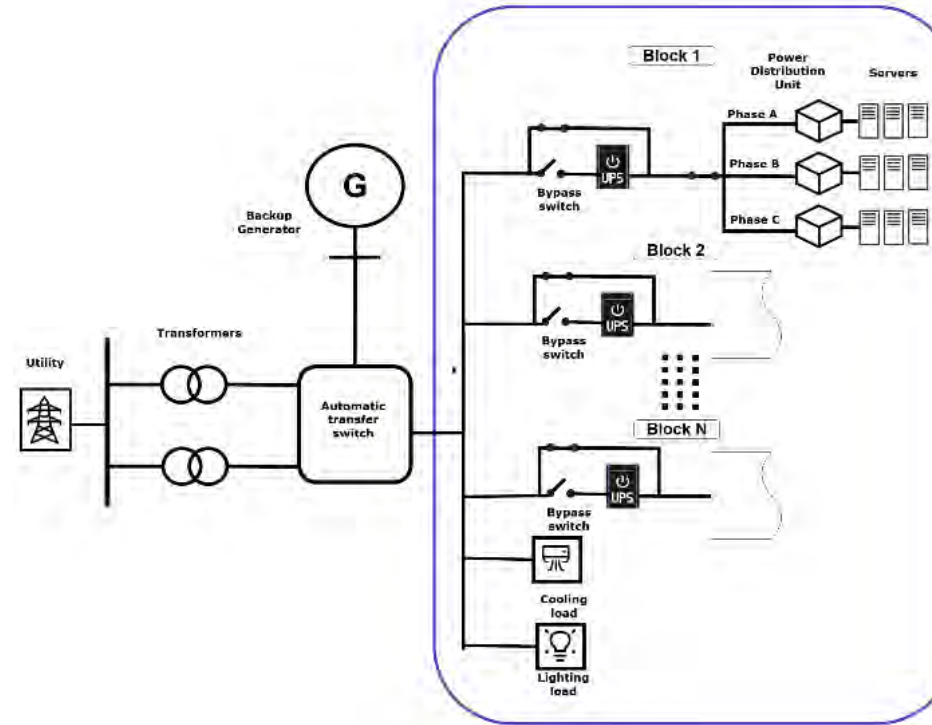 Block 1
Power
Distribution
Unit
Servers
Phase A
UPS
Bypass
switch
Phase B
Phase C
G
Backup
Generator
Block 2
UPS
Bypass
switch
Transformers
Utility
Automatic
transfer
switch
Block N
UPS
Bypass
switch
Cooling
load
Lighting
load